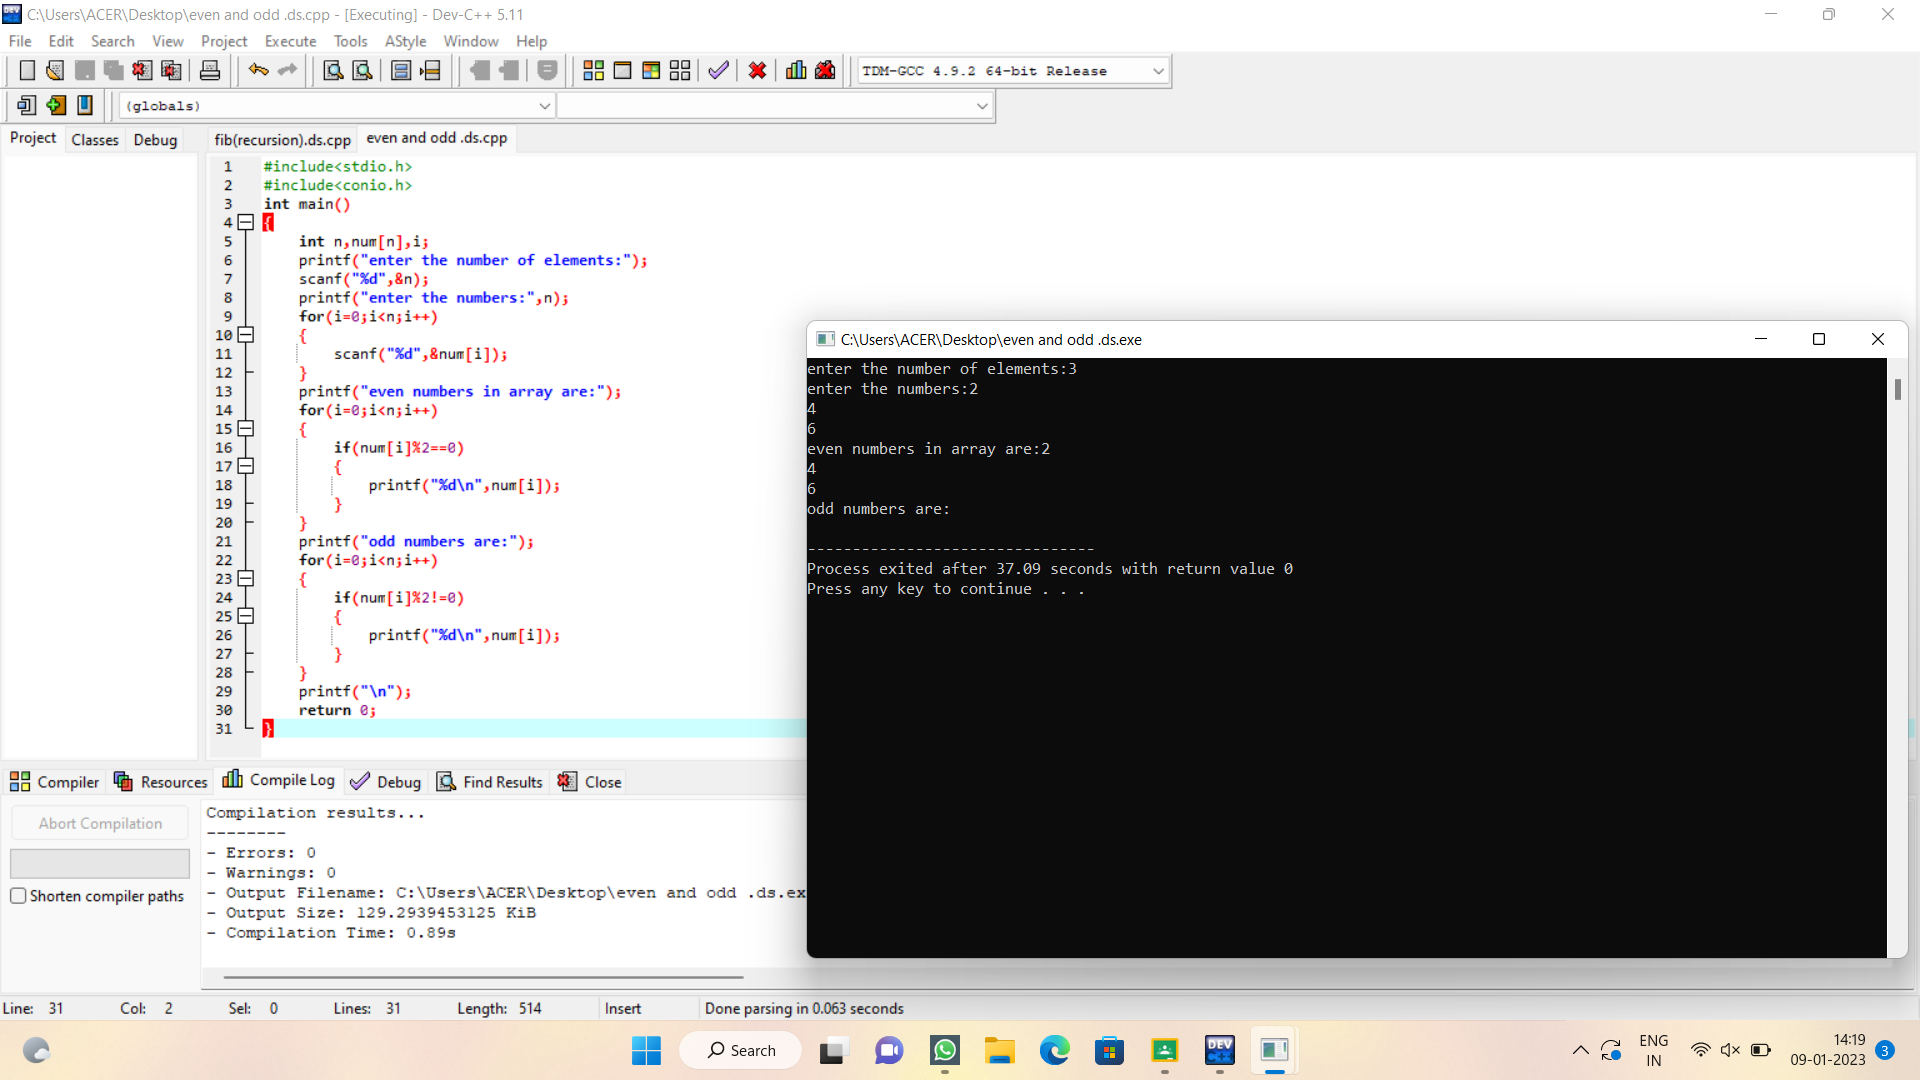 C:\Users\ACER\Desktop\even and odd .ds.cpp - [Executing] - Dev-C++ 5.11
File Edit Search View Project Execute Tools AStyle Window Help
TDM-GCC 4.9.2 64-bit Release
(globals)
Project Classes Debug fib(recursion).ds.cpp even and odd .ds.cpp
1 #include<stdio.h>
2 #include<conio.h>
3 int main()
4 {
5 int n,num[n],i;
6 printf("enter the number of elements:");
7 scanf("%d",&n);
8 printf("enter the numbers:",n);
9 for(i=0;i<n;i++)
10 {
11 scanf("%d",&num[i]);
12 }
13 printf("even numbers in array are:");
14 for(i=0;i<n;i++)
15 {
16 if(num[i]%2==0)
17 {
18 printf("%d\n",num[i]);
19 }
20 }
21 printf("odd numbers are:");
22 for(i=0;i<n;i++)
23 {
24 if(num[i]%2!=0)
25 {
26 printf("%d\n",num[i]);
27 }
28 }
29 printf("\n");
30 return 0;
31 }
C:\Users\ACER\Desktop\even and odd .ds.exe
enter the number of elements:3
enter the numbers:2
4
6
even numbers in array are:2
4
6
odd numbers are:
--------------------------------
Process exited after 37.09 seconds with return value 0
Press any key to continue . . .
Compiler Resources Compile Log Debug Find Results Close
Abort Compilation
Shorten compiler paths
Compilation results...
--------
- Errors: 0
- Warnings: 0
- Output Filename: C:\Users\ACER\Desktop\even and odd .ds.ex
- Output Size: 129.2939453125 KiB
- Compilation Time: 0.89s
Line: 31 Col: 2 Sel: 0 Lines: 31 Length: 514 Insert Done parsing in 0.063 seconds
Search
DEV
C++
ENG
IN
14:19
09-01-2023
3